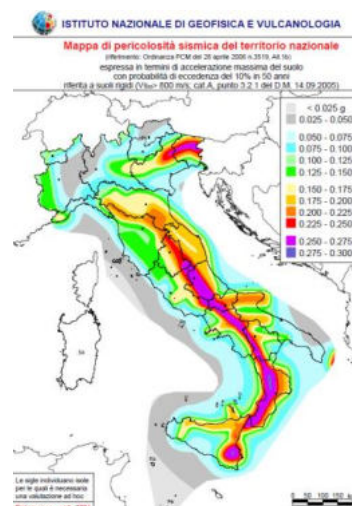 ISTITUTO NAZIONALE DI GEOFISICA E VULCANOLOGIA
Mappa di pericolosità sismica del territorio nazionale
(riferimento: Ordinanza PCM del 28 aprile 2006 n.3519, All.1b)
espressa in termini di accelerazione massima del suolo
con probabilità di eccedenza del 10% in 50 anni
riferita a suoli rigidi (Vs30> 800 m/s; cat.A, punto 3.2.1 del D.M. 14.09.2005)
< 0.025 g
0.025 - 0.050
0.050 - 0.075
0.075 - 0.100
0.100 - 0.125
0.125 - 0.150
0.150 - 0.175
0.175 - 0.200
0.200 - 0.225
0.225 - 0.250
0.250 - 0.275
0.275 - 0.300
Le sigle individuano isole
per le quali è necessaria
una valutazione ad hoc
0 50 100 150